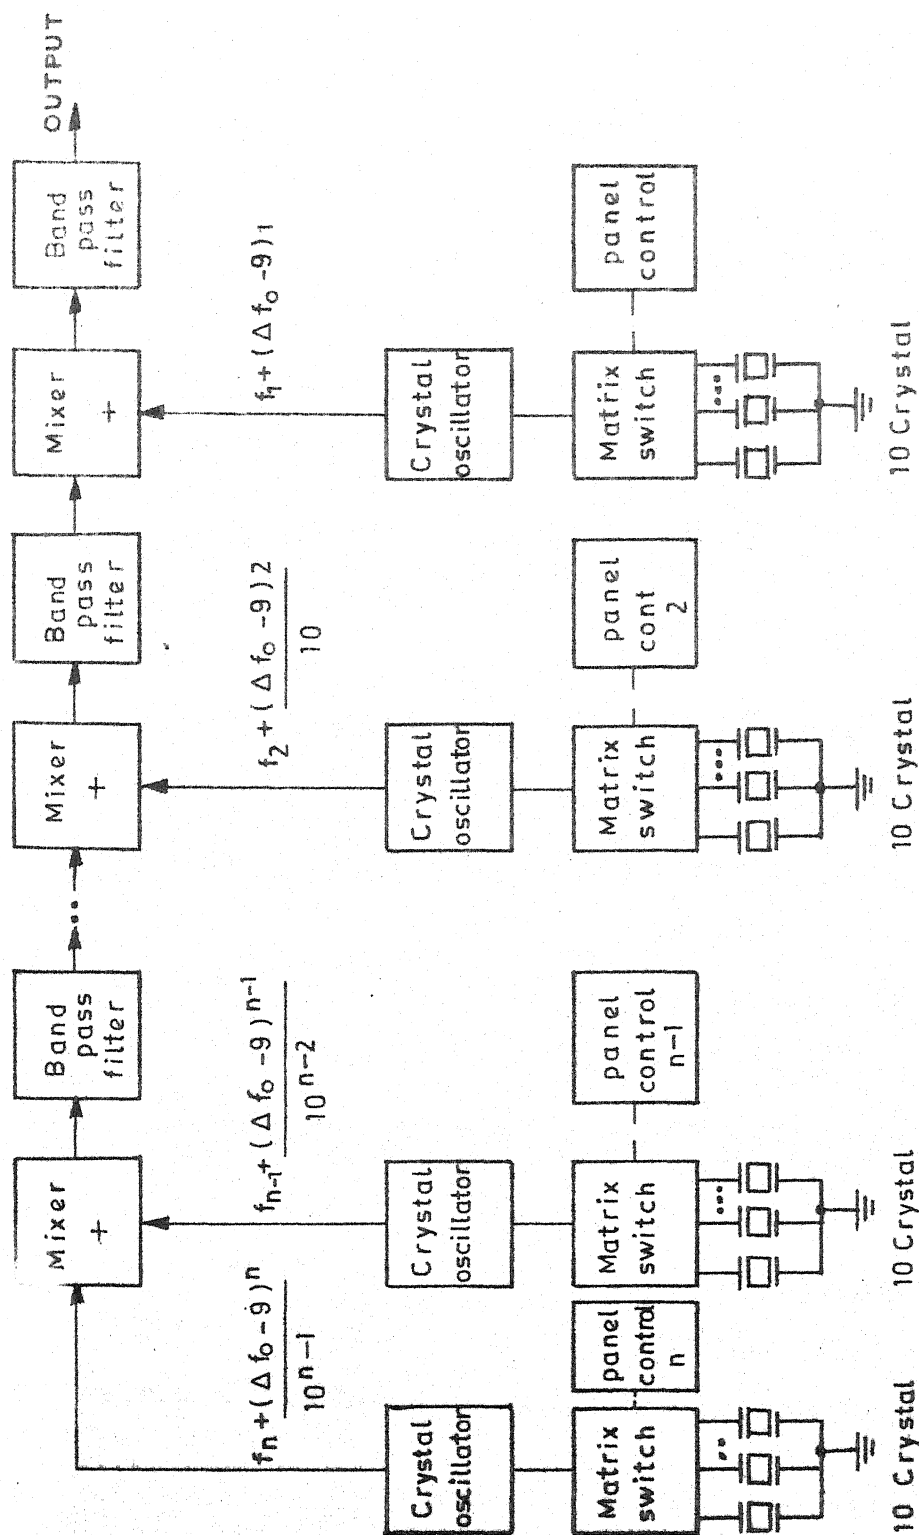 Mixer
+
Band
pass
filter
...
Mixer
+
Band
pass
filter
Mixer
+
Band
pass
filter
OUTPUT
fn + (Δfo -9)^n
10^n-1
fn-1 + (Δfo -9)^n-1
10^n-2
f2 + (Δfo -9)2
10
f1 + (Δfo -9)1
Crystal
oscillator
Crystal
oscillator
Crystal
oscillator
Crystal
oscillator
Matrix
switch
panel
control
n
Matrix
switch
panel
control
n-1
Matrix
switch
panel
cont
2
Matrix
switch
panel
control
10 Crystal
10 Crystal
10 Crystal
10 Crystal